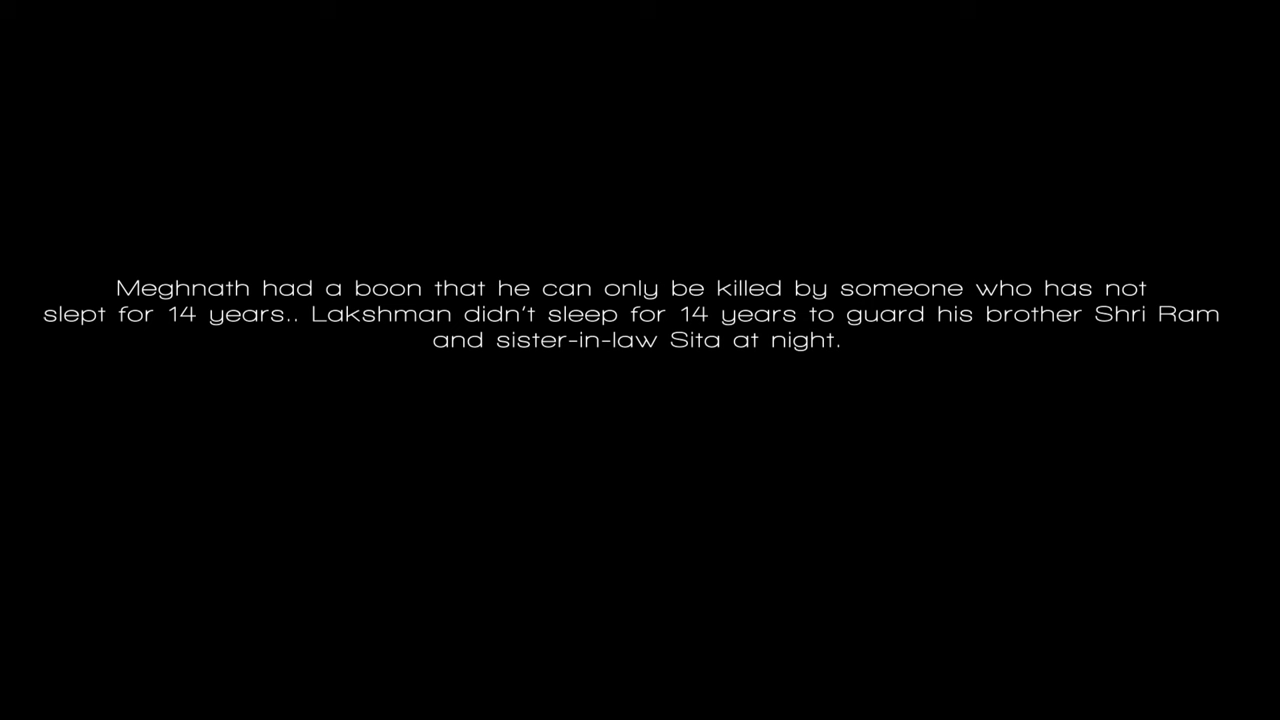 Meghnath had a boon that he can only be killed by someone who has not
slept for 14 years.. Lakshman didn't sleep for 14 years to guard his brother Shri Ram
and sister-in-law Sita at night.